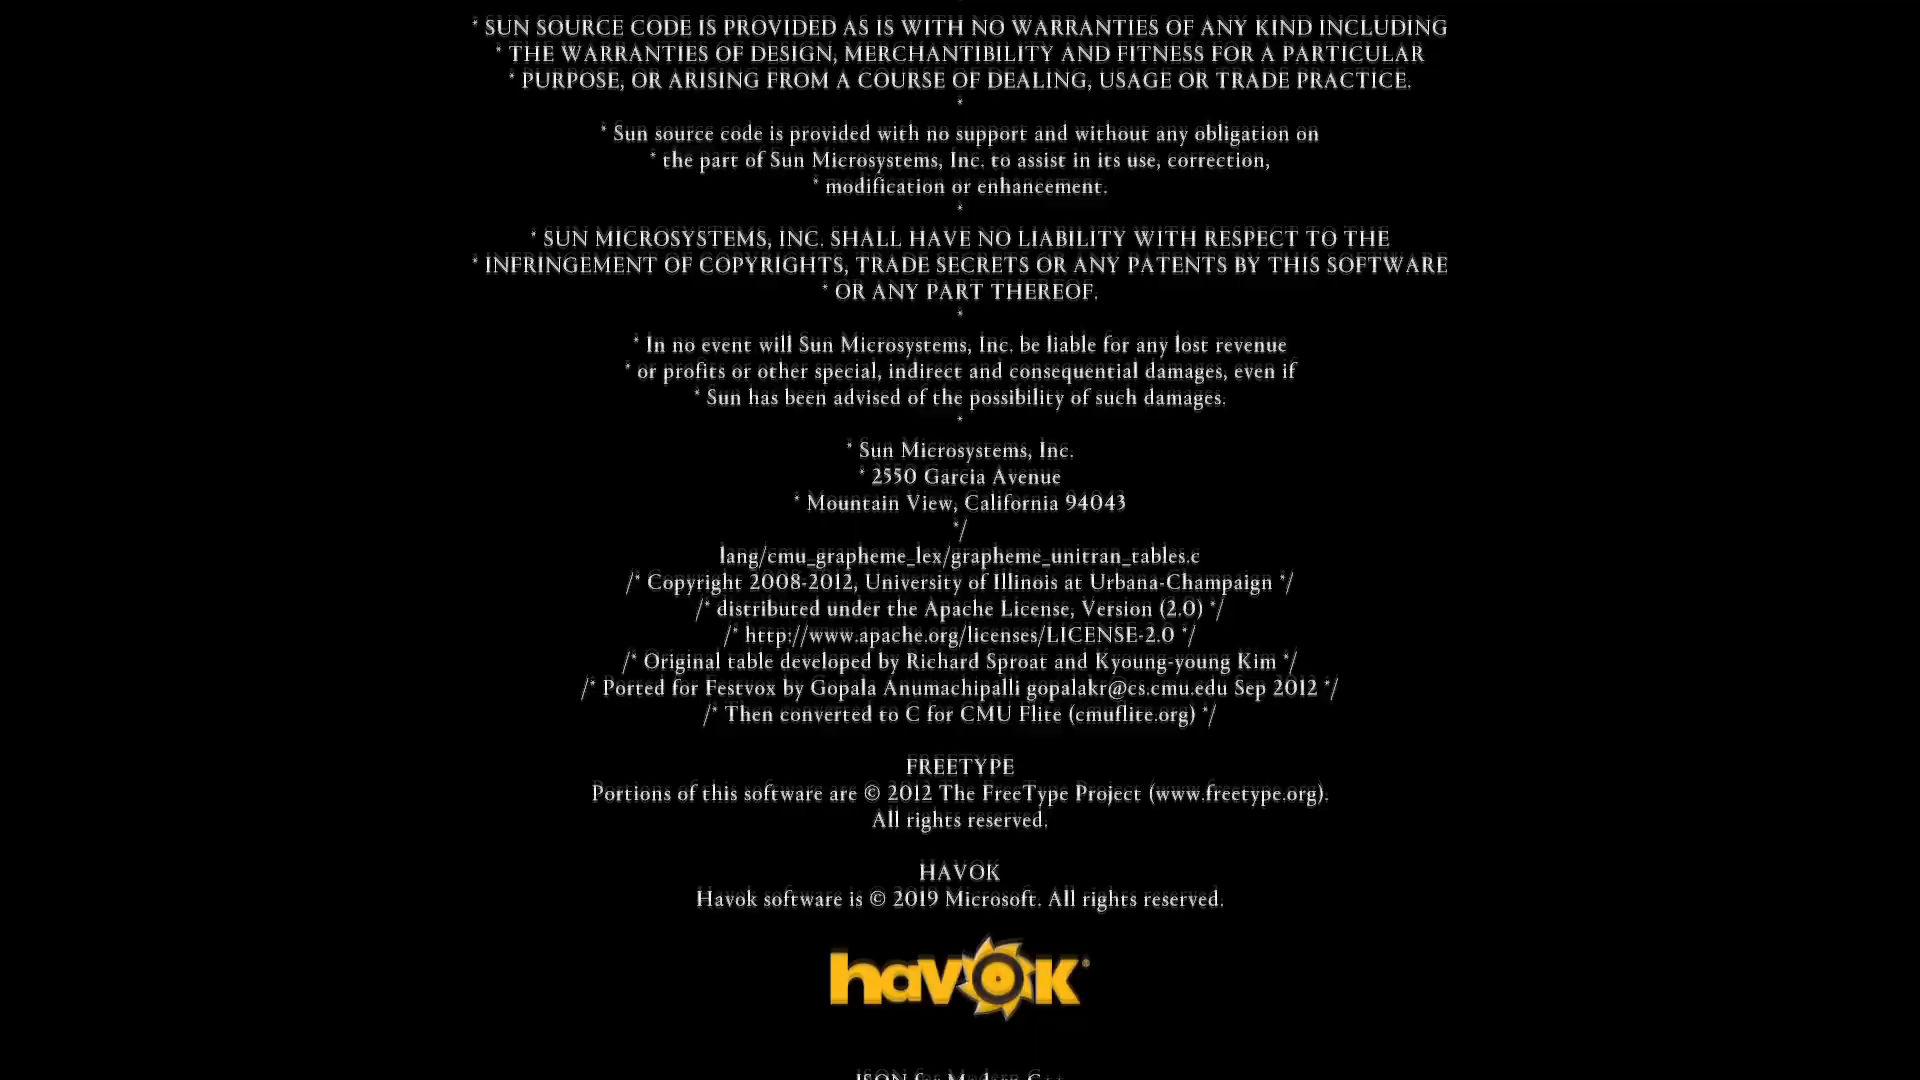 * SUN SOURCE CODE IS PROVIDED AS IS WITH NO WARRANTIES OF ANY KIND INCLUDING
* THE WARRANTIES OF DESIGN, MERCHANTIBILITY AND FITNESS FOR A PARTICULAR
* PURPOSE, OR ARISING FROM A COURSE OF DEALING, USAGE OR TRADE PRACTICE.
*
* Sun source code is provided with no support and without any obligation on
* the part of Sun Microsystems, Inc. to assist in its use, correction,
* modification or enhancement.
*
* SUN MICROSYSTEMS, INC. SHALL HAVE NO LIABILITY WITH RESPECT TO THE
* INFRINGEMENT OF COPYRIGHTS, TRADE SECRETS OR ANY PATENTS BY THIS SOFTWARE
* OR ANY PART THEREOF.
*
* In no event will Sun Microsystems, Inc. be liable for any lost revenue
* or profits or other special, indirect and consequential damages, even if
* Sun has been advised of the possibility of such damages.
*
* Sun Microsystems, Inc.
* 2550 Garcia Avenue
* Mountain View, California 94043
*/
lang/cmu_grapheme_lex/grapheme_unitran_tables.c
/* Copyright 2008-2012, University of Illinois at Urbana-Champaign */
/* distributed under the Apache License, Version (2.0) */
/* http://www.apache.org/licenses/LICENSE-2.0 */
/* Original table developed by Richard Sproat and Kyoung-young Kim */
/* Ported for Festvox by Gopala Anumachipalli gopalakr@cs.cmu.edu Sep 2012 */
/* Then converted to C for CMU Flite (cmuflite.org) */
FREETYPE
Portions of this software are © 2012 The FreeType Project (www.freetype.org).
All rights reserved.
HAVOK
Havok software is © 2019 Microsoft. All rights reserved.
havok®
JSON for Modern C++